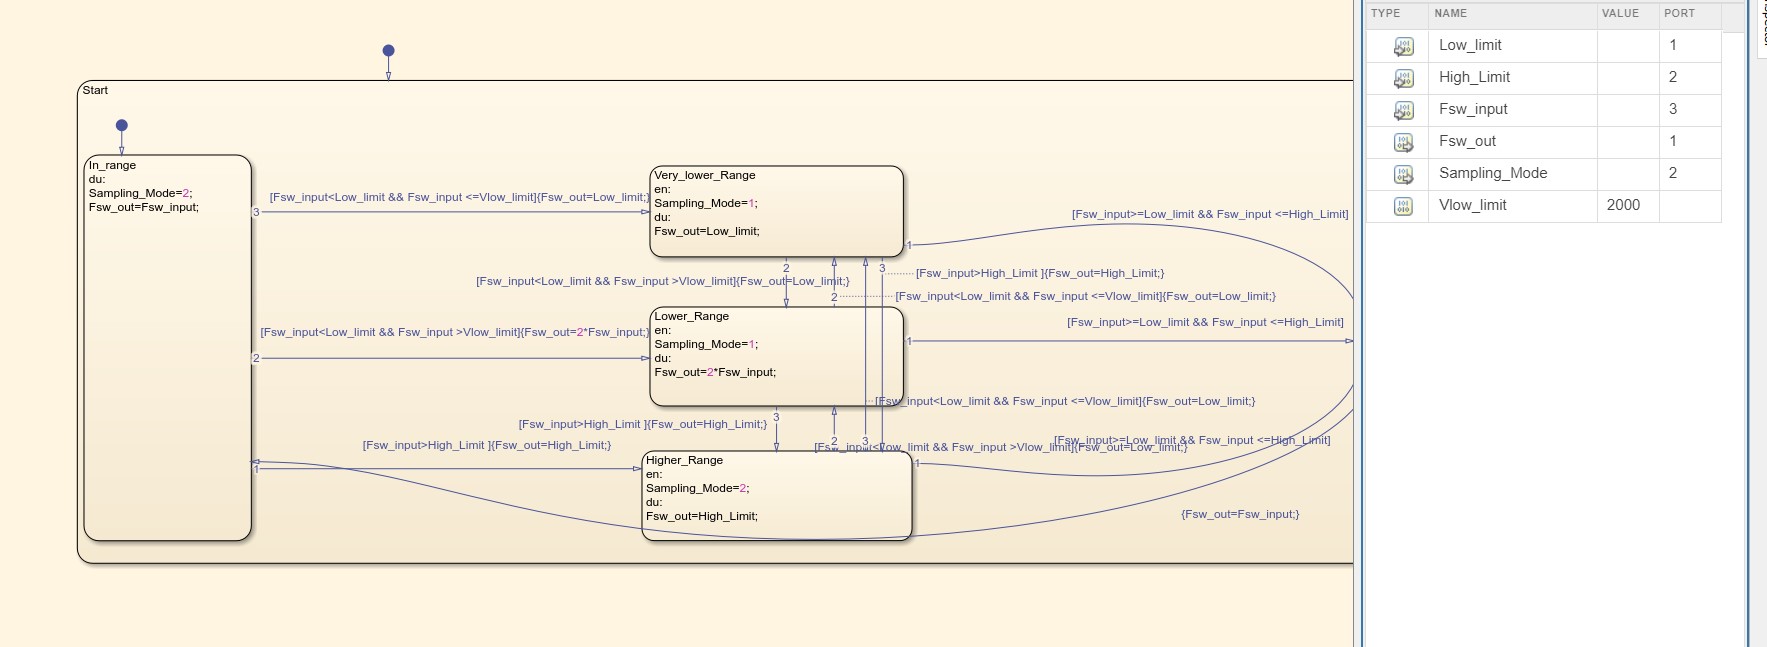 Start
In_range
du:
Sampling_Mode=2;
Fsw_out=Fsw_input;
3
[Fsw_input<Low_limit && Fsw_input <=Vlow_limit]{Fsw_out=Low_limit;}
Very_lower_Range
en:
Sampling_Mode=1;
du:
Fsw_out=Low_limit;
1
[Fsw_input>=Low_limit && Fsw_input <=High_Limit]
2
[Fsw_input<Low_limit && Fsw_input >Vlow_limit]{Fsw_out=Low_limit;}
3
[Fsw_input>High_Limit ]{Fsw_out=High_Limit;}
2
[Fsw_input<Low_limit && Fsw_input <=Vlow_limit]{Fsw_out=Low_limit;}
[Fsw_input<Low_limit && Fsw_input >Vlow_limit]{Fsw_out=2*Fsw_input;}
2
Lower_Range
en:
Sampling_Mode=1;
du:
Fsw_out=2*Fsw_input;
[Fsw_input>=Low_limit && Fsw_input <=High_Limit]
1
[Fsw_input<Low_limit && Fsw_input <=Vlow_limit]{Fsw_out=Low_limit;}
3
[Fsw_input>High_Limit ]{Fsw_out=High_Limit;}
2
3
[Fsw_input<Low_limit && Fsw_input >Vlow_limit]{Fsw_out=Low_limit;}
[Fsw_input>=Low_limit && Fsw_input <=High_Limit]
[Fsw_input>High_Limit ]{Fsw_out=High_Limit;}
1
Higher_Range
en:
Sampling_Mode=2;
du:
Fsw_out=High_Limit;
1
{Fsw_out=Fsw_input;}
TYPE NAME VALUE PORT
Low_limit 1
High_Limit 2
Fsw_input 3
Fsw_out 1
Sampling_Mode 2
Vlow_limit 2000